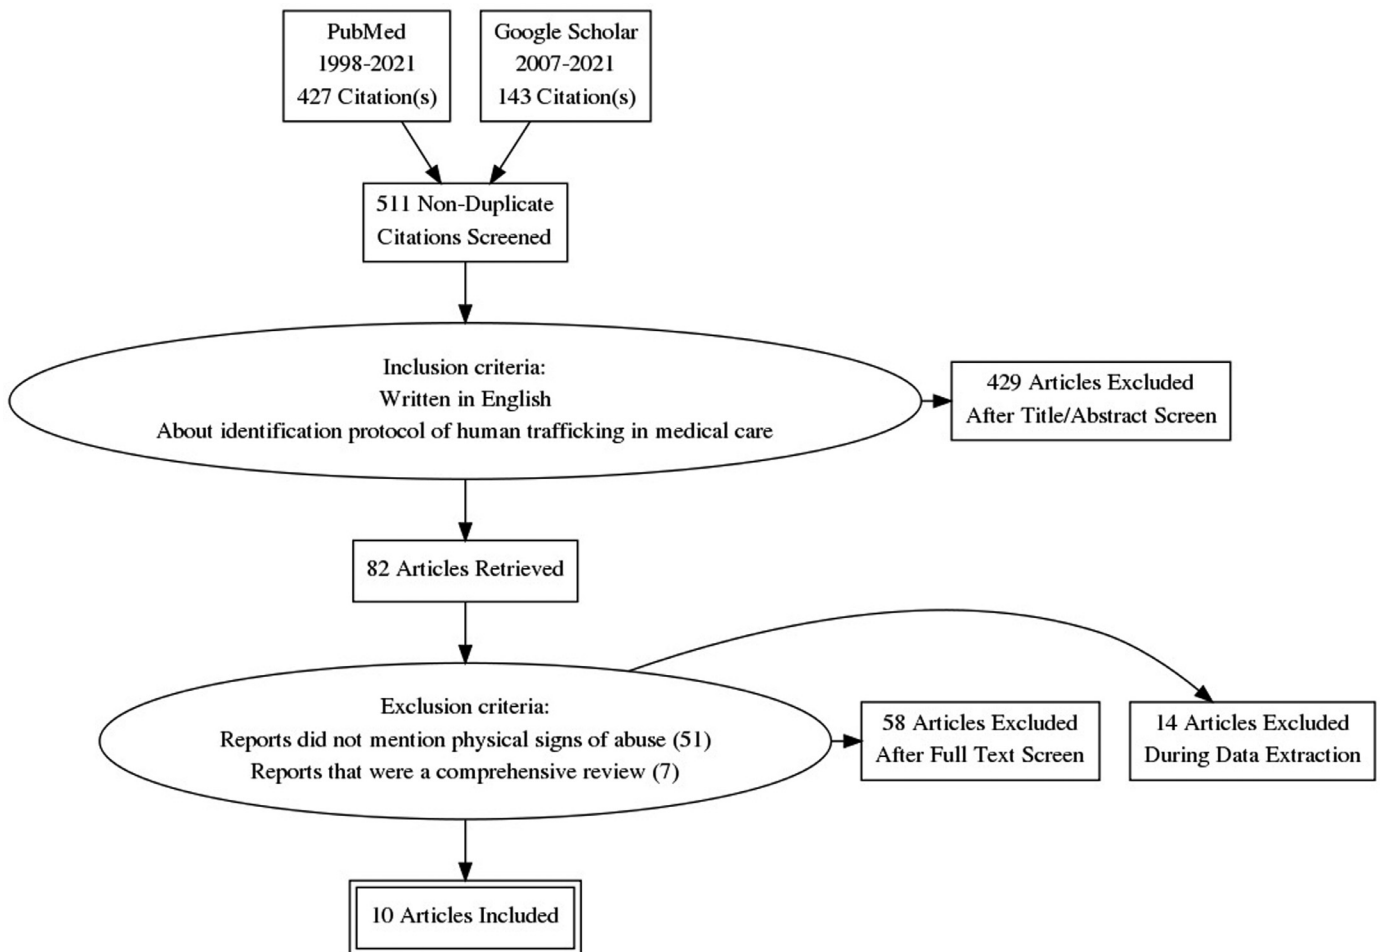 PubMed
1998-2021
427 Citation(s)
Google Scholar
2007-2021
143 Citation(s)
511 Non-Duplicate
Citations Screened
Inclusion criteria:
Written in English
About identification protocol of human trafficking in medical care
429 Articles Excluded
After Title/Abstract Screen
82 Articles Retrieved
Exclusion criteria:
Reports did not mention physical signs of abuse (51)
Reports that were a comprehensive review (7)
58 Articles Excluded
After Full Text Screen
14 Articles Excluded
During Data Extraction
10 Articles Included